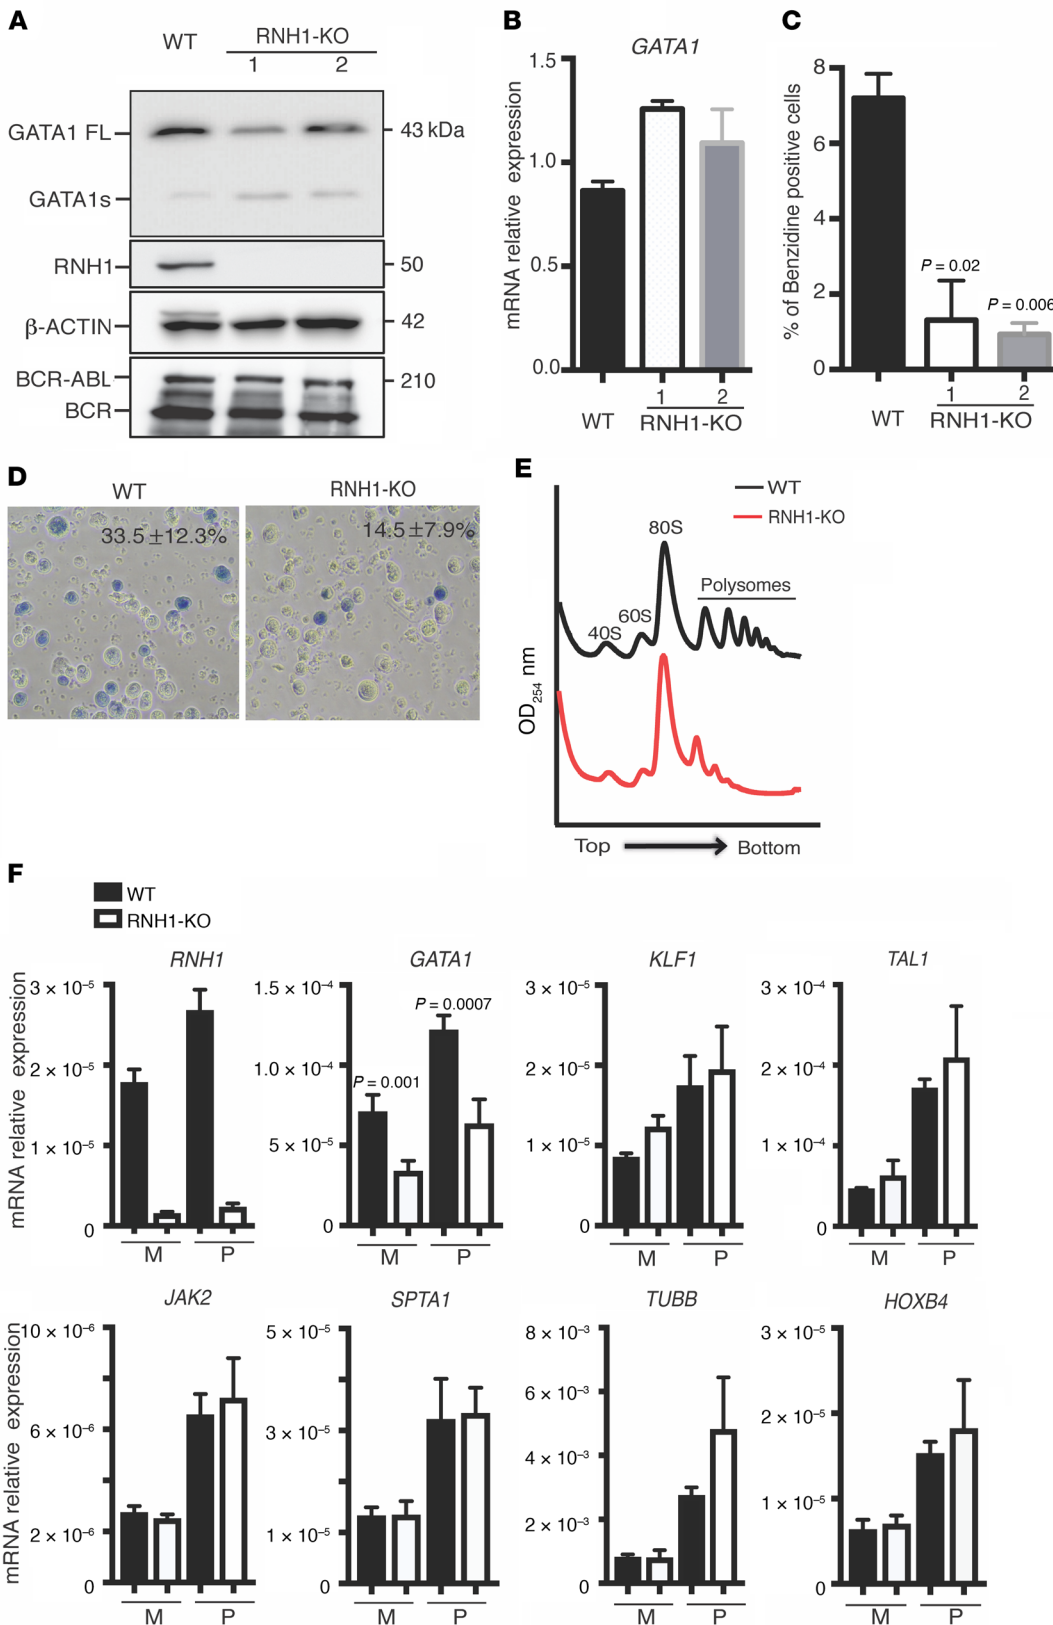 A
WT
RNH1-KO
1 2
GATA1 FL
43 kDa
GATA1s
RNH1
50
β-ACTIN
42
BCR-ABL
210
BCR
B
GATA1
mRNA relative expression
1.5
1.0
0.5
0.0
WT
1 2
RNH1-KO
C
% of Benzidine positive cells
8
6
4
2
0
P = 0.02
P = 0.006
WT
1 2
RNH1-KO
D
WT
RNH1-KO
33.5 ±12.3%
14.5 ±7.9%
E
WT
RNH1-KO
80S
60S
40S
Polysomes
OD254 nm
Top
Bottom
F
WT
RNH1-KO
RNH1
mRNA relative expression
3 × 10⁻⁵
2 × 10⁻⁵
1 × 10⁻⁵
0
M P
GATA1
1.5 × 10⁻⁴
1.0 × 10⁻⁴
5 × 10⁻⁵
0
P = 0.001
P = 0.0007
M P
KLF1
3 × 10⁻⁵
2 × 10⁻⁵
1 × 10⁻⁵
0
M P
TAL1
3 × 10⁻⁴
2 × 10⁻⁴
1 × 10⁻⁴
0
M P
JAK2
mRNA relative expression
10 × 10⁻⁶
6 × 10⁻⁶
2 × 10⁻⁶
0
M P
SPTA1
5 × 10⁻⁵
3 × 10⁻⁵
1 × 10⁻⁵
0
M P
TUBB
8 × 10⁻³
6 × 10⁻³
4 × 10⁻³
2 × 10⁻³
0
M P
HOXB4
3 × 10⁻⁵
2 × 10⁻⁵
1 × 10⁻⁵
0
M P